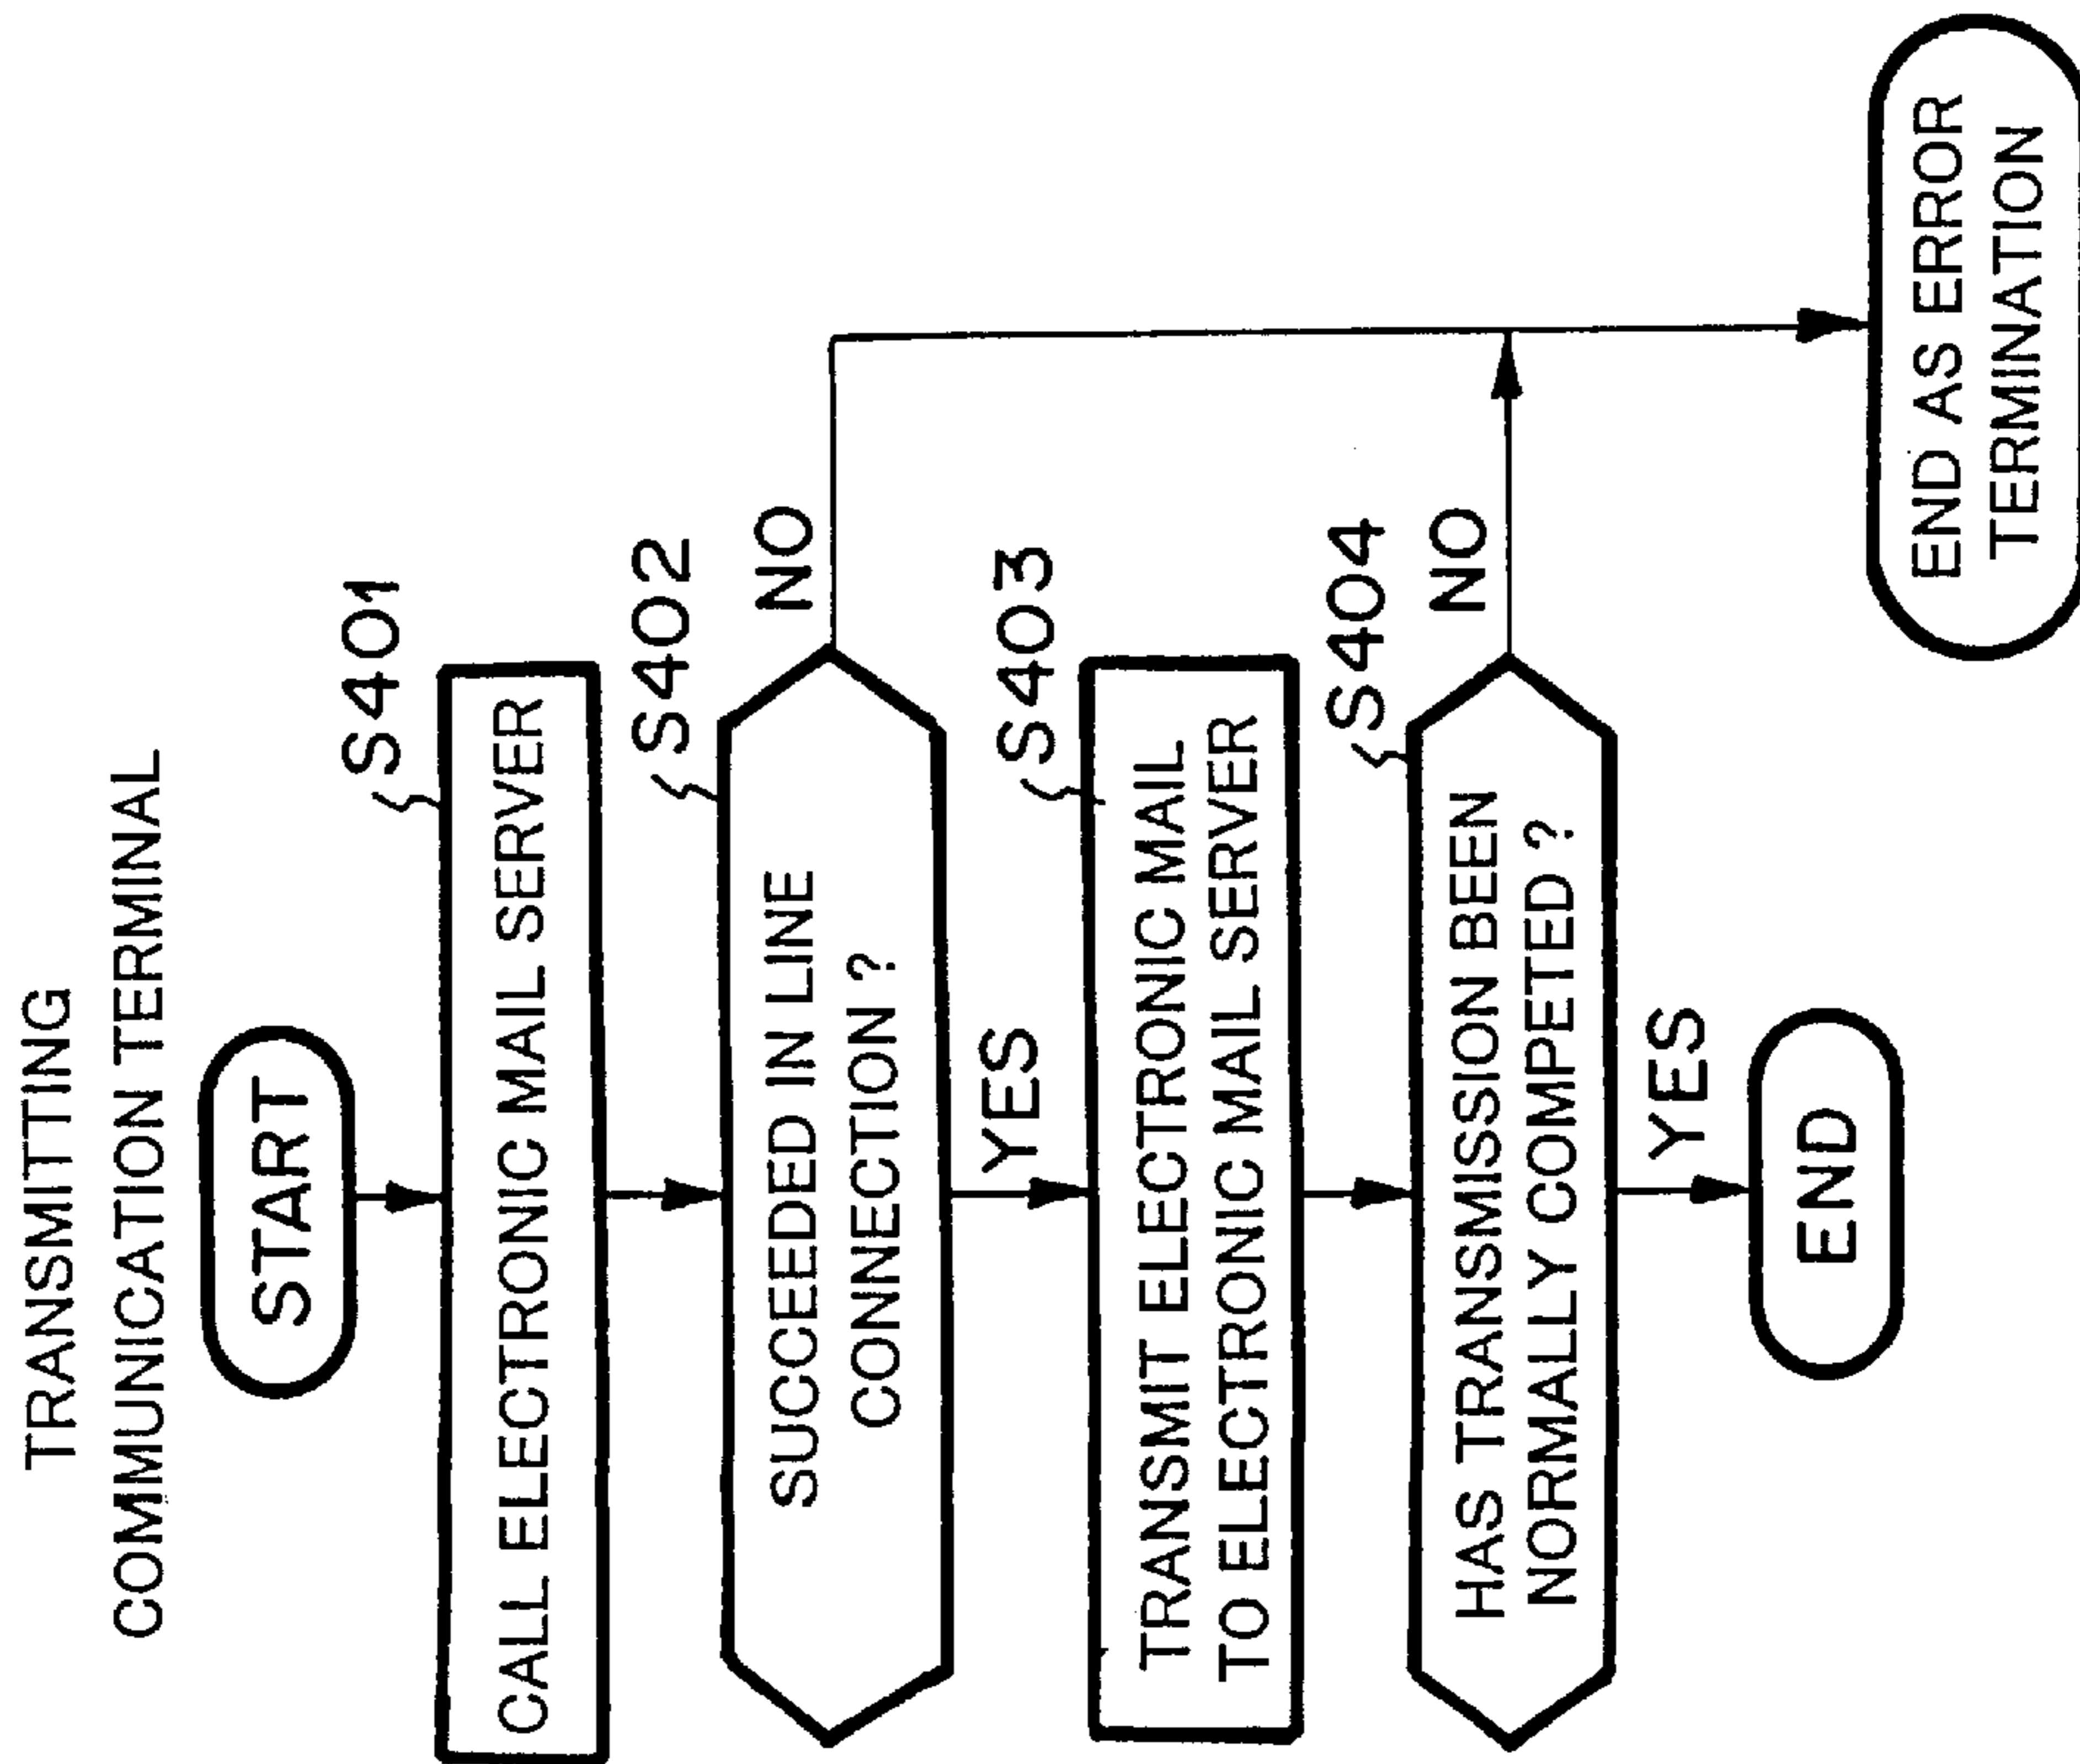 TRANSMITTING
COMMUNICATION TERMINAL
START
S401
CALL ELECTRONIC MAIL SERVER
S402
SUCCEDED IN LINE
CONNECTION ?
NO
YES
S403
TRANSMIT ELECTRONIC MAIL
TO ELECTRONIC MAIL SERVER
S404
HAS TRANSMISSION BEEN
NORMALLY COMPETED ?
NO
YES
END
END AS ERROR
TERMINATION